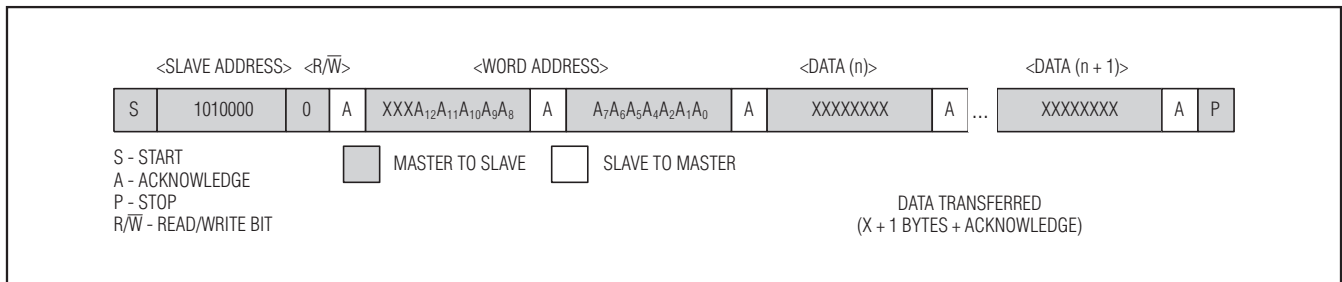 <SLAVE ADDRESS> <R/W̅> <WORD ADDRESS> <DATA (n)> <DATA (n + 1)>
S 1010000 0 A XXXA₁₂A₁₁A₁₀A₉A₈ A A₇A₆A₅A₄A₂A₁A₀ A XXXXXXXX A ... XXXXXXXX A P
S - START
A - ACKNOWLEDGE
P - STOP
R/W̅ - READ/WRITE BIT
MASTER TO SLAVE SLAVE TO MASTER
DATA TRANSFERRED
(X + 1 BYTES + ACKNOWLEDGE)